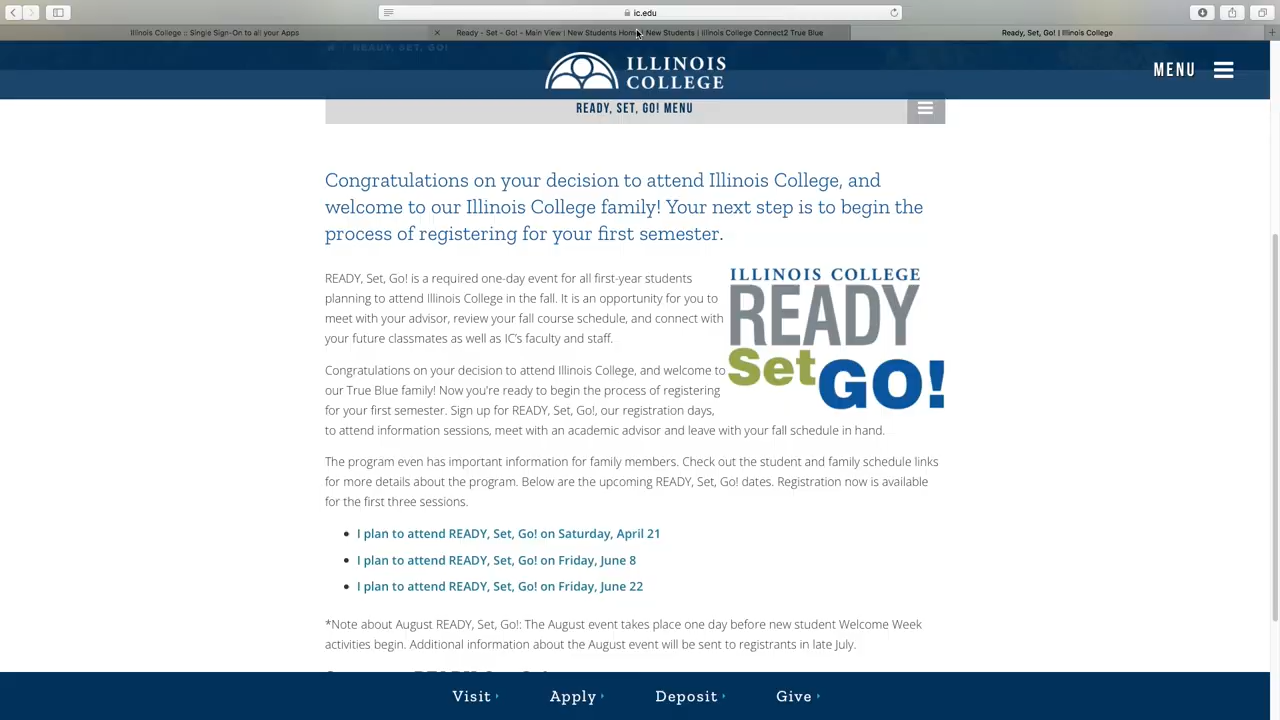 ic.edu
Illinois College :: Single Sign-On to all your Apps
Ready - Set - Go! - Main View | New Students Home New Students | Illinois College Connect2 True Blue
Ready, Set, Go! | Illinois College
READY, SET, GO!
ILLINOIS
COLLEGE
MENU
READY, SET, GO! MENU
Congratulations on your decision to attend Illinois College, and
welcome to our Illinois College family! Your next step is to begin the
process of registering for your first semester.
READY, Set, Go! is a required one-day event for all first-year students
planning to attend Illinois College in the fall. It is an opportunity for you to
meet with your advisor, review your fall course schedule, and connect with
your future classmates as well as IC's faculty and staff.
ILLINOIS COLLEGE
READY
Set GO!
Congratulations on your decision to attend Illinois College, and welcome to
our True Blue family! Now you're ready to begin the process of registering
for your first semester. Sign up for READY, Set, Go!, our registration days,
to attend information sessions, meet with an academic advisor and leave with your fall schedule in hand.
The program even has important information for family members. Check out the student and family schedule links
for more details about the program. Below are the upcoming READY, Set, Go! dates. Registration now is available
for the first three sessions.
I plan to attend READY, Set, Go! on Saturday, April 21
I plan to attend READY, Set, Go! on Friday, June 8
I plan to attend READY, Set, Go! on Friday, June 22
*Note about August READY, Set, Go!: The August event takes place one day before new student Welcome Week
activities begin. Additional information about the August event will be sent to registrants in late July.
Visit
Apply
Deposit
Give